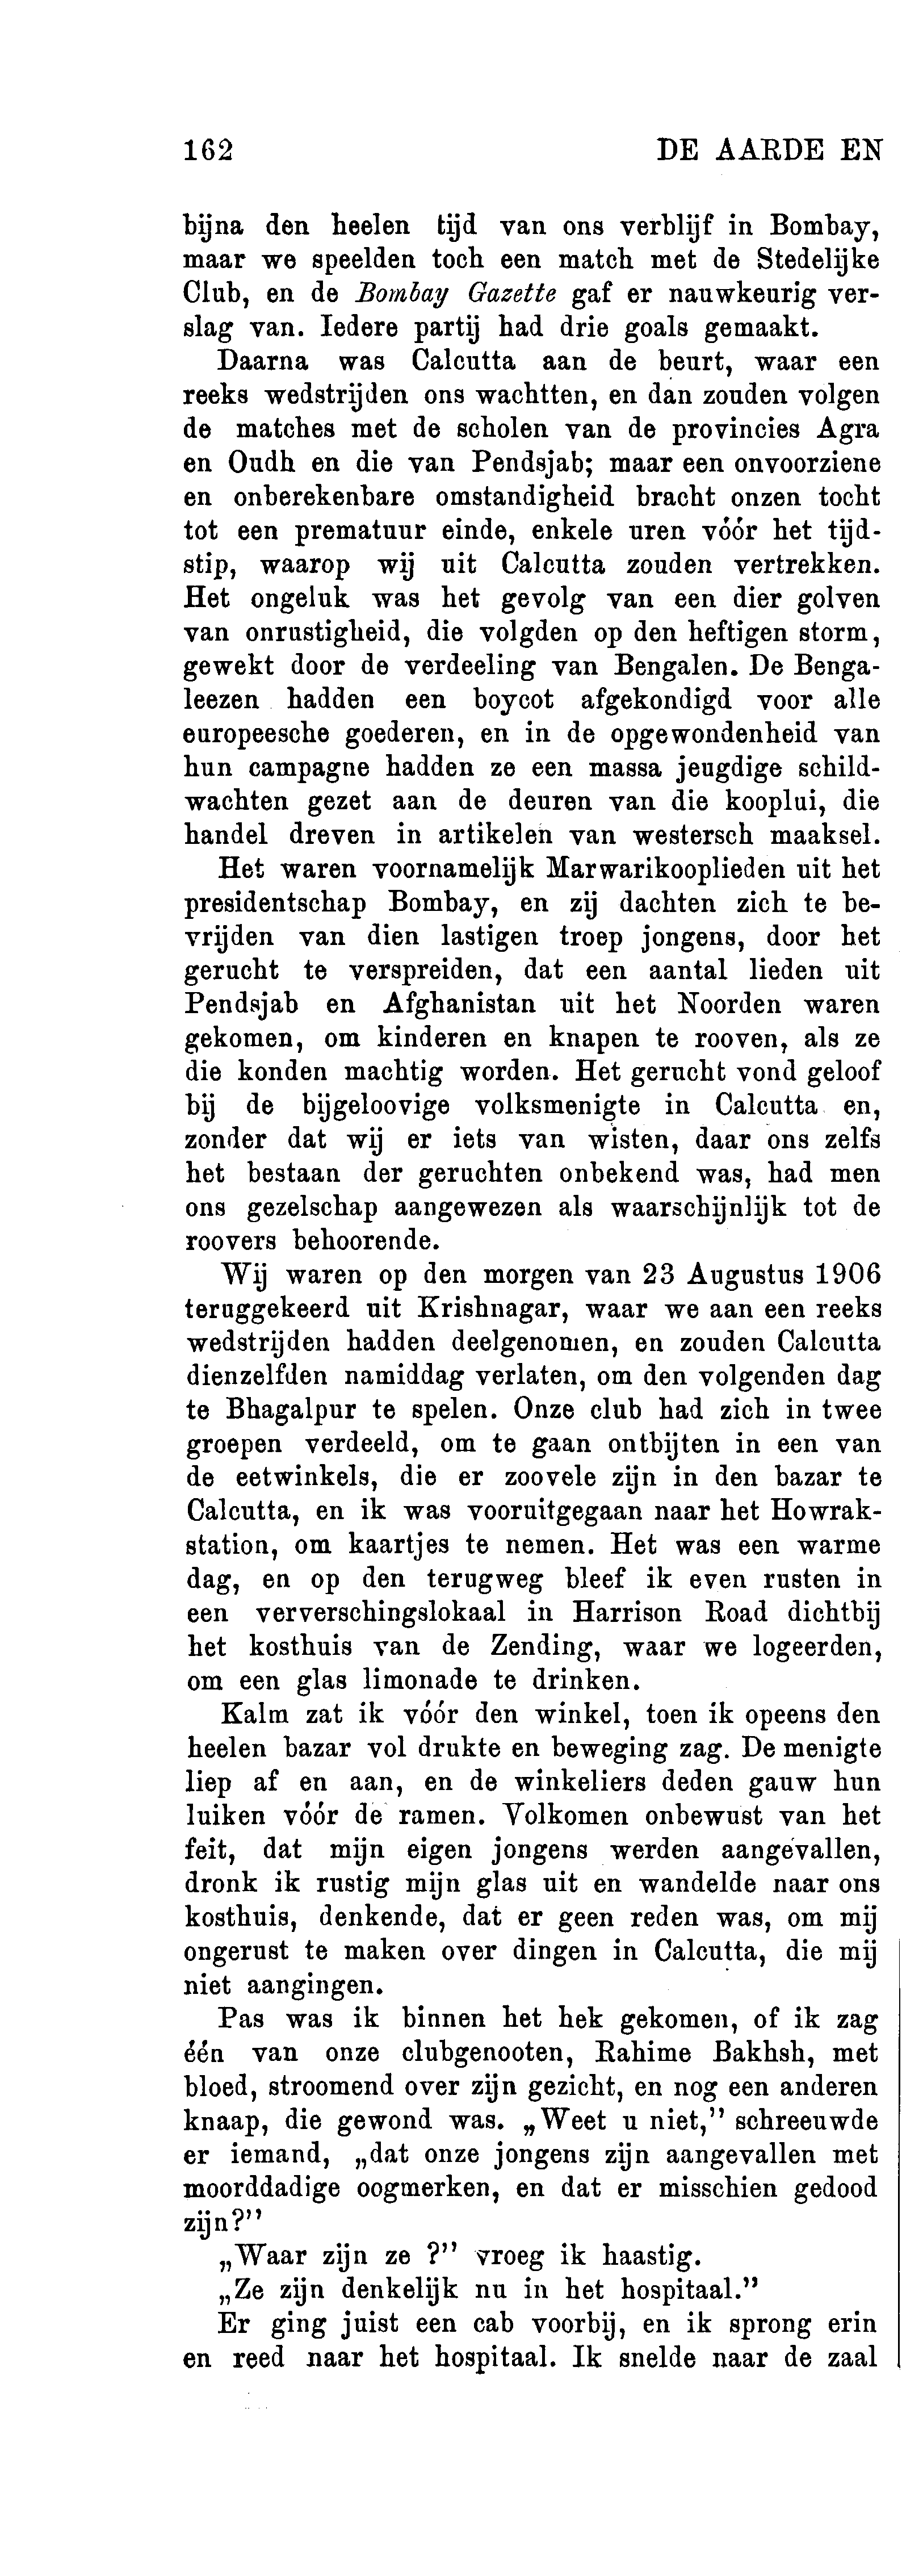 162 DE AARDE EN
bijna den heelen tijd van ons verblijf in Bombay,
maar we speelden toch een match met de Stedelijke
Club, en de Bombay Gazette gaf er nauwkeurig ver-
slag van. Iedere partij had drie goals gemaakt.
Daarna was Calcutta aan de beurt, waar een
reeks wedstrijden ons wachtten, en dàn zouden volgen
de matches met de scholen van de provincies Agra
en Oudh en die van Pendsjab; maar een onvoorziene
en onberekenbare omstandigheid bracht onzen tocht
tot een prematuur einde, enkele uren vóór het tijd-
stip, waarop wij uit Calcutta zouden vertrekken.
Het ongeluk was het gevolg van een dier golven
van onrustigheid, die volgden op den heftigen storm,
gewekt door de verdeeling van Bengalen. De Benga-
leezen hadden een boycot afgekondigd voor alle
europeesche goederen, en in de opgewondenheid van
hun campagne hadden ze een massa jeugdige schild-
wachten gezet aan de deuren van die kooplui, die
handel dreven in artikelen van westersch maaksel.
Het waren voornamelijk Marwarikooplieden uit het
presidentschap Bombay, en zij dachten zich te be-
vrijden van dien lastigen troep jongens, door het
gerucht te verspreiden, dat een aantal lieden uit
Pendsjab en Afghanistan uit het Noorden waren
gekomen, om kinderen en knapen te rooven, als ze
die konden machtig worden. Het gerucht vond geloof
bij de bijgeloovige volksmenigte in Calcutta en,
zonder dat wij er iets van wisten, daar ons zelfs
het bestaan der geruchten onbekend was, had men
ons gezelschap aangewezen als waarschijnlijk tot de
roovers behoorende.
Wij waren op den morgen van 23 Augustus 1906
teruggekeerd uit Krishnagar, waar we aan een reeks
wedstrijden hadden deelgenomen, en zouden Calcutta
dienzelfden namiddag verlaten, om den volgenden dag
te Bhagalpur te spelen. Onze club had zich in twee
groepen verdeeld, om te gaan ontbijten in een van
de eetwinkels, die er zoovele zijn in den bazar te
Calcutta, en ik was vooruitgegaan naar het Howrak-
station, om kaartjes te nemen. Het was een warme
dag, en op den terugweg bleef ik even rusten in
een ververschingslokaal in Harrison Road dichtbij
het kosthuis van de Zending, waar we logeerden,
om een glas limonade te drinken.
Kalm zat ik vóór den winkel, toen ik opeens den
heelen bazar vol drukte en beweging zag. De menigte
liep af en aan, en de winkeliers deden gauw hun
luiken vóór de ramen. Volkomen onbewust van het
feit, dat mijn eigen jongens werden aangevallen,
dronk ik rustig mijn glas uit en wandelde naar ons
kosthuis, denkende, dat er geen reden was, om mij
ongerust te maken over dingen in Calcutta, die mij
niet aangingen.
Pas was ik binnen het hek gekomen, of ik zag
één van onze clubgenooten, Rahime Bakhsh, met
bloed, stroomend over zijn gezicht, en nog een anderen
knaap, die gewond was. „Weet u niet,” schreeuwde
er iemand, „dat onze jongens zijn aangevallen met
moorddadige oogmerken, en dat er misschien gedood
zijn?”
„Waar zijn ze ?” vroeg ik haastig.
„Ze zijn denkelijk nu in het hospitaal.”
Er ging juist een cab voorbij, en ik sprong erin
en reed naar het hospitaal. Ik snelde naar de zaal